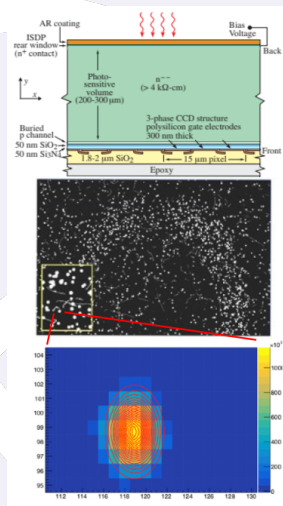 AR coating
ISDP
rear window
(n⁺ contact)
Bias
Voltage
Back
Photo-
sensitive
volume
(200-300 µm)
n⁻⁻
(> 4 kΩ-cm)
y
x
3-phase CCD structure
polysilicon gate electrodes
300 nm thick
Buried
p channel
50 nm SiO₂
50 nm Si₃N₄
Front
1.8-2 µm SiO₂
15 µm pixel
Epoxy
104
103
102
101
100
99
98
97
96
95
112
114
116
118
120
122
124
126
128
130
1000
800
600
400
200
0